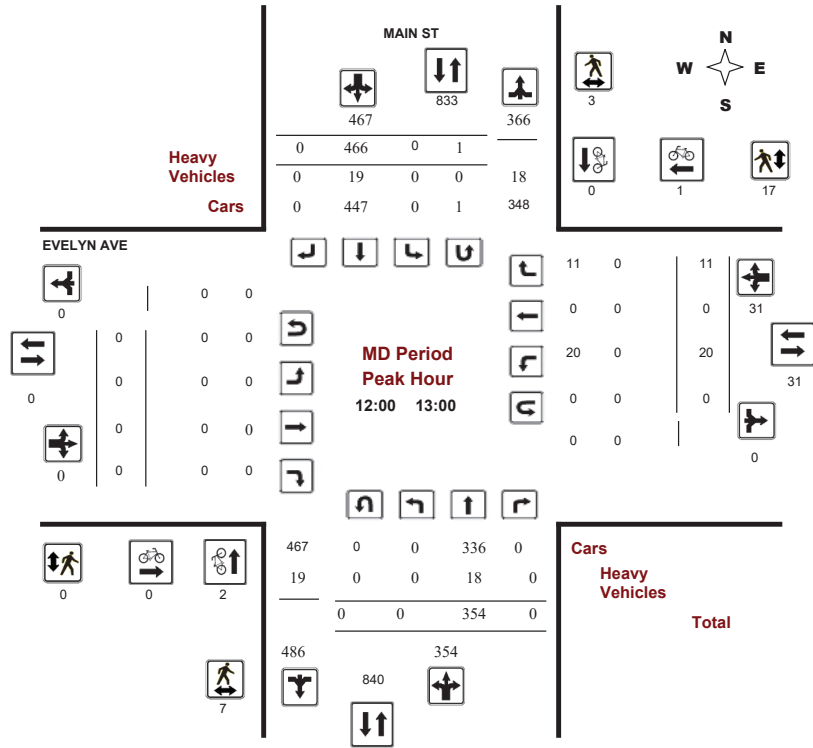 MAIN ST
N
W E
S
833
3
467 366
0 466 0 1
Heavy
Vehicles
0 19 0 0 18
Cars
0 447 0 1 348
0 1 17
EVELYN AVE
0
0 0
11 0 11
31
0
0 0 0
0 0 0
0
0 0 0
20 0 20
31
0 0 0
0
0 0 0
0 0
0
0 0 0
MD Period
Peak Hour
12:00 13:00
467 0 0 336 0
Cars
19 0 0 18 0
Heavy
Vehicles
0 0 354 0
Total
0 0 2
486 354
840
7